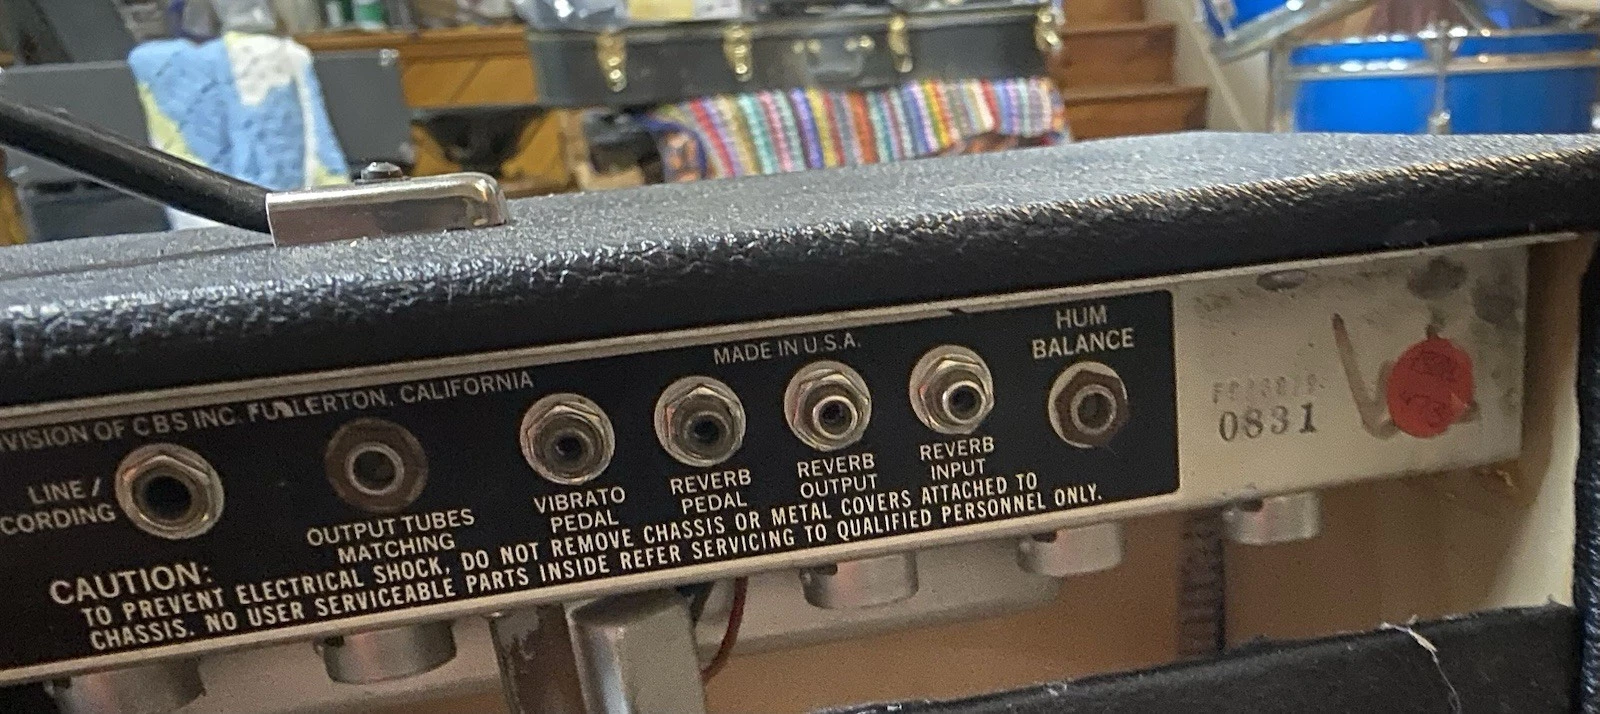 VISION OF CBS INC. FULLERTON, CALIFORNIA
MADE IN U.S.A.
HUM
BALANCE
LINE /
CORDING
OUTPUT TUBES
MATCHING
VIBRATO
PEDAL
REVERB
PEDAL
REVERB
OUTPUT
REVERB
INPUT
CAUTION:
TO PREVENT ELECTRICAL SHOCK, DO NOT REMOVE CHASSIS OR METAL COVERS ATTACHED TO
CHASSIS. NO USER SERVICEABLE PARTS INSIDE REFER SERVICING TO QUALIFIED PERSONNEL ONLY.
0831